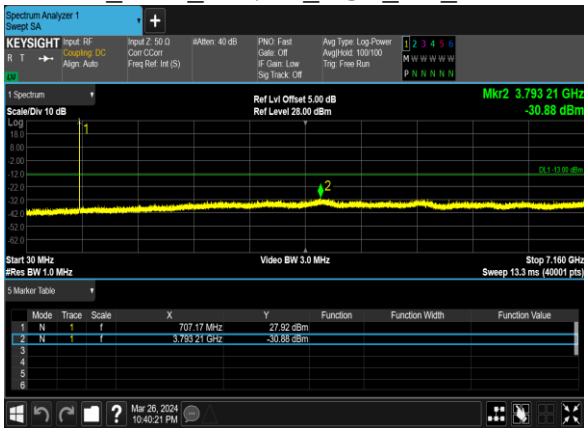 Spectrum Analyzer 1
Swept SA
+
KEYSIGHT Input: RF Input Z: 50 Ω #Atten: 40 dB PNO: Fast Avg Type: Log-Power 1 2 3 4 5 6
R T Coupling: DC Corr CCorr Gate: Off Avg|Hold: 100/100 M W W W W W
Align: Auto Freq Ref: Int (S) IF Gain: Low Trig: Free Run
LV Sig Track: Off P N N N N N
1 Spectrum Ref Lvl Offset 5.00 dB Mkr2 3.793 21 GHz
Scale/Div 10 dB Ref Level 28.00 dBm -30.88 dBm
Log
18.0
8.00
-2.00
-12.0
-22.0
-32.0
-42.0
-52.0
-62.0
1
DL1 -13.00 dBm
2
Start 30 MHz Video BW 3.0 MHz Stop 7.160 GHz
#Res BW 1.0 MHz Sweep 13.3 ms (40001 pts)
5 Marker Table
Mode Trace Scale X Y Function Function Width Function Value
1 N 1 f 707.17 MHz 27.92 dBm
2 N 1 f 3.793 21 GHz -30.88 dBm
3
4
5
6
? Mar 26, 2024
10:40:21 PM